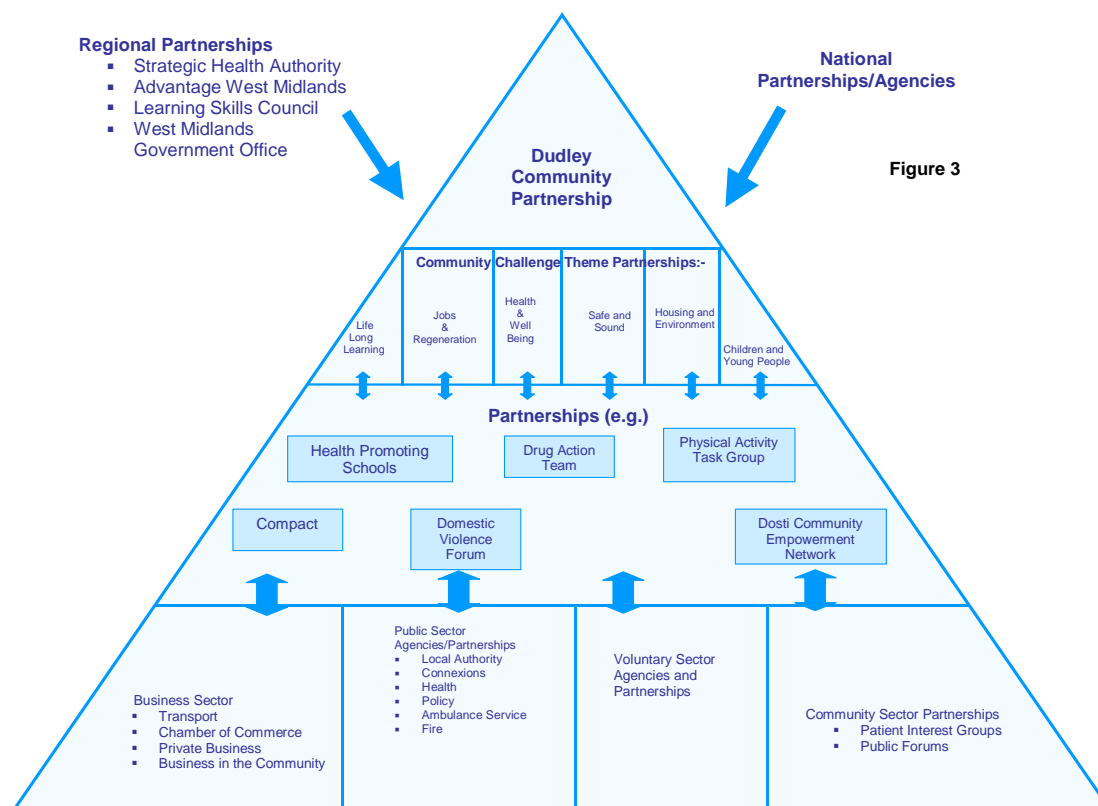 Regional Partnerships
▪ Strategic Health Authority
▪ Advantage West Midlands
▪ Learning Skills Council
▪ West Midlands
Government Office
National
Partnerships/Agencies
Figure 3
Dudley
Community
Partnership
Community Challenge Theme Partnerships:-
Life
Long
Learning
Jobs
&
Regeneration
Health
&
Well
Being
Safe and
Sound
Housing and
Environment
Children and
Young People
Partnerships (e.g.)
Health Promoting
Schools
Drug Action
Team
Physical Activity
Task Group
Compact
Domestic
Violence
Forum
Dosti Community
Empowerment
Network
Business Sector
▪ Transport
▪ Chamber of Commerce
▪ Private Business
▪ Business in the Community
Public Sector
Agencies/Partnerships
▪ Local Authority
▪ Connexions
▪ Health
▪ Policy
▪ Ambulance Service
▪ Fire
Voluntary Sector
Agencies and
Partnerships
Community Sector Partnerships
▪ Patient Interest Groups
▪ Public Forums